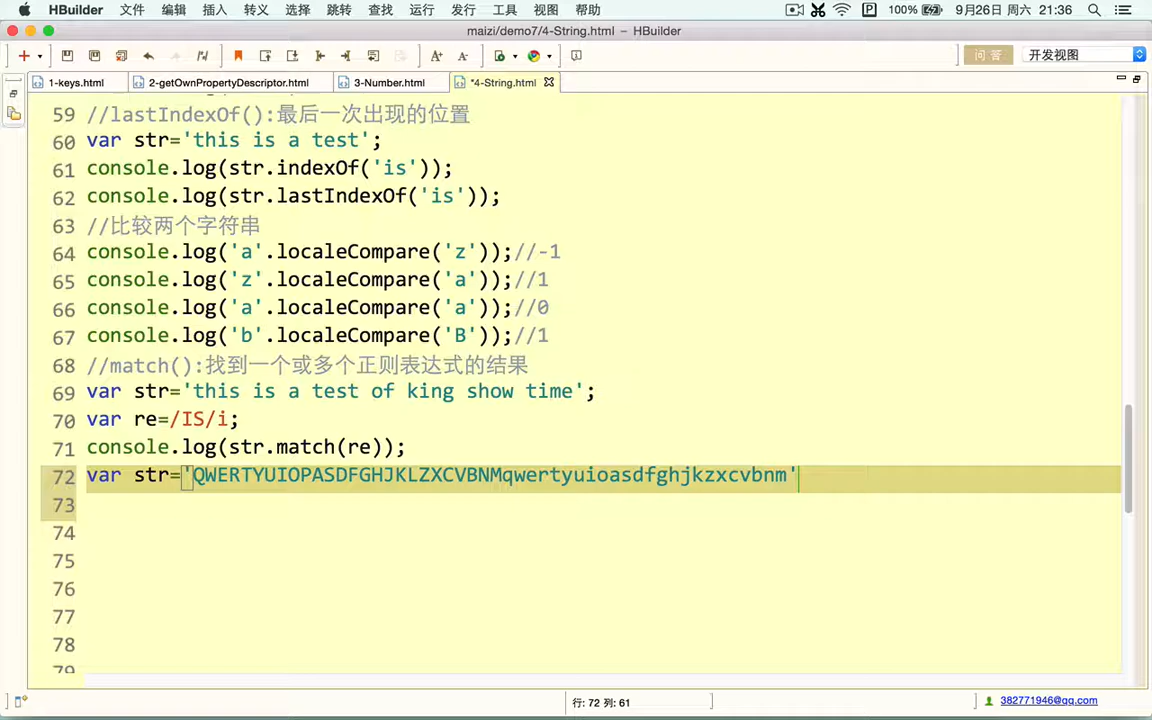 HBuilder 文件 编辑 插入 转义 选择 跳转 查找 运行 发行 工具 视图 帮助 100% 9月26日 周六 21:36
maizi/demo7/4-String.html — HBuilder
问答 开发视图
1-keys.html 2-getOwnPropertyDescriptor.html 3-Number.html *4-String.html
59 //lastIndexOf():最后一次出现的位置
60 var str='this is a test';
61 console.log(str.indexOf('is'));
62 console.log(str.lastIndexOf('is'));
63 //比较两个字符串
64 console.log('a'.localeCompare('z'));//-1
65 console.log('z'.localeCompare('a'));//1
66 console.log('a'.localeCompare('a'));//0
67 console.log('b'.localeCompare('B'));//1
68 //match():找到一个或多个正则表达式的结果
69 var str='this is a test of king show time';
70 var re=/IS/i;
71 console.log(str.match(re));
72 var str='QWERTYUIOPASDFGHJKLZXCVBNMqwertyuioasdfghjkzxcvbnm'
73
74
75
76
77
78
79
行: 72 列: 61 382771946@qq.com